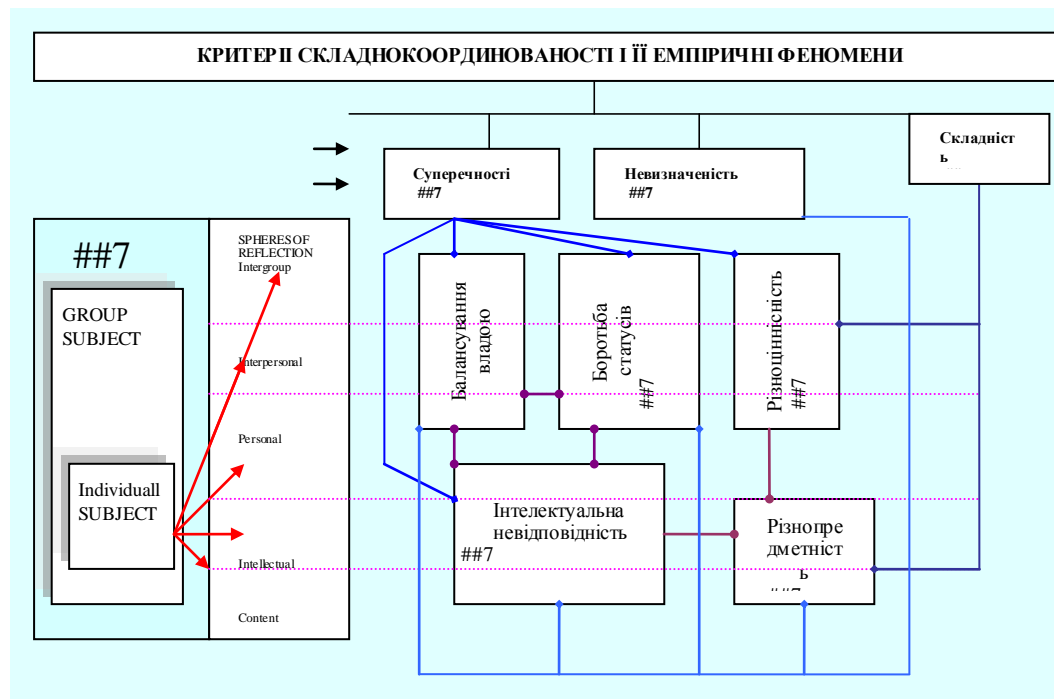 КРИТЕРІІ СКЛАДНОКООРДИНОВАНОСТІ І ЇЇ ЕМПІРИЧНІ ФЕНОМЕНИ
Складніст
ь
Суперечності
##7
Невизначеність
##7
##7
GROUP
SUBJECT
Individuall
SUBJECT
SPHERES OF
REFLECTION
Intergroup
Interpersonal
Personal
Intellectual
Content
Балансування
владою
Боротьба
статусів
##7
Різноціннісність
##7
Інтелектуальна
невідповідність
##7
Різнопре
дметніст
ь